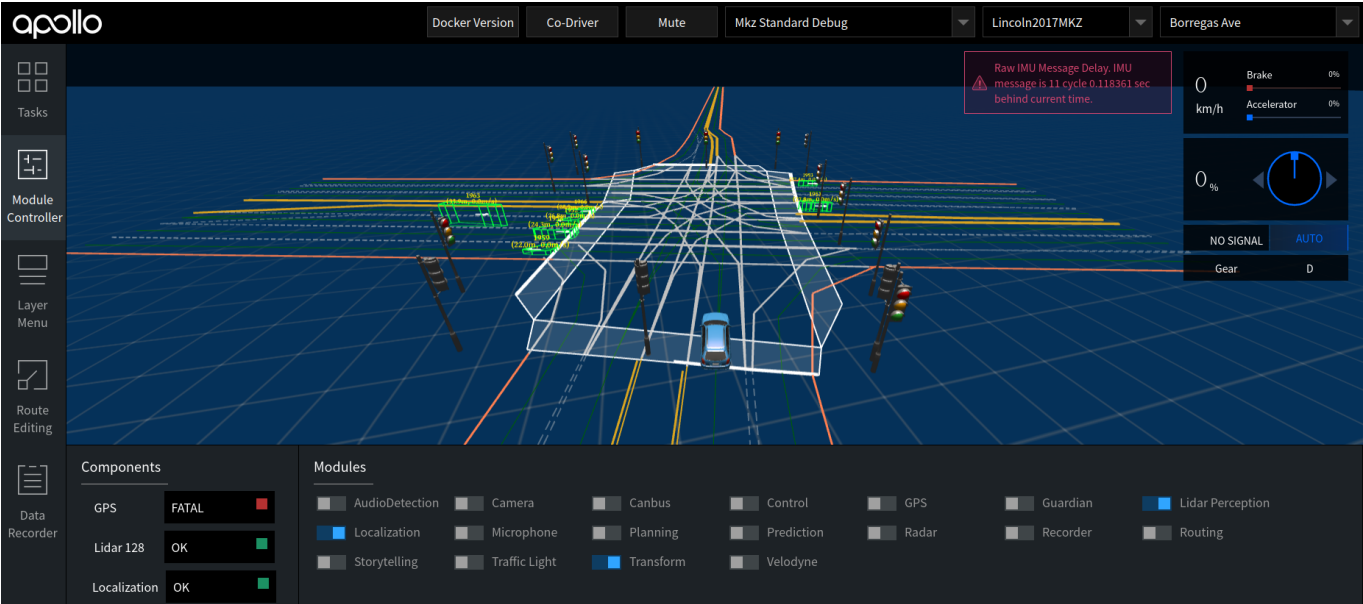 apollo
Docker Version
Co-Driver
Mute
Mkz Standard Debug
Lincoln2017MKZ
Borregas Ave
Tasks
Module
Controller
Layer
Menu
Route
Editing
Data
Recorder
Raw IMU Message Delay. IMU
message is 11 cycle 0.118361 sec
behind current time.
0
km/h
Brake 0%
Accelerator 0%
0 %
NO SIGNAL AUTO
Gear D
1963
Components
GPS FATAL
Lidar 128 OK
Localization OK
Modules
AudioDetection Camera Canbus Control GPS Guardian Lidar Perception
Localization Microphone Planning Prediction Radar Recorder Routing
Storytelling Traffic Light Transform Velodyne